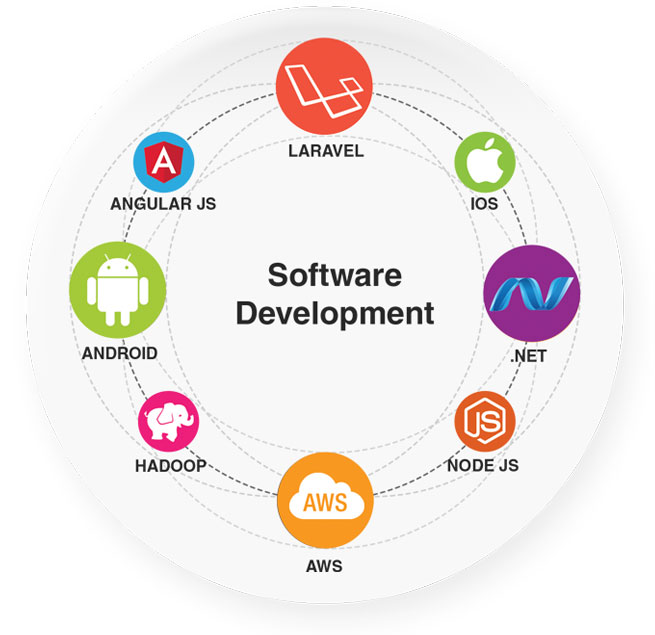 LARAVEL
A
ANGULAR JS
IOS
Software
Development
ANDROID
.NET
HADOOP
JS
NODE JS
AWS
AWS